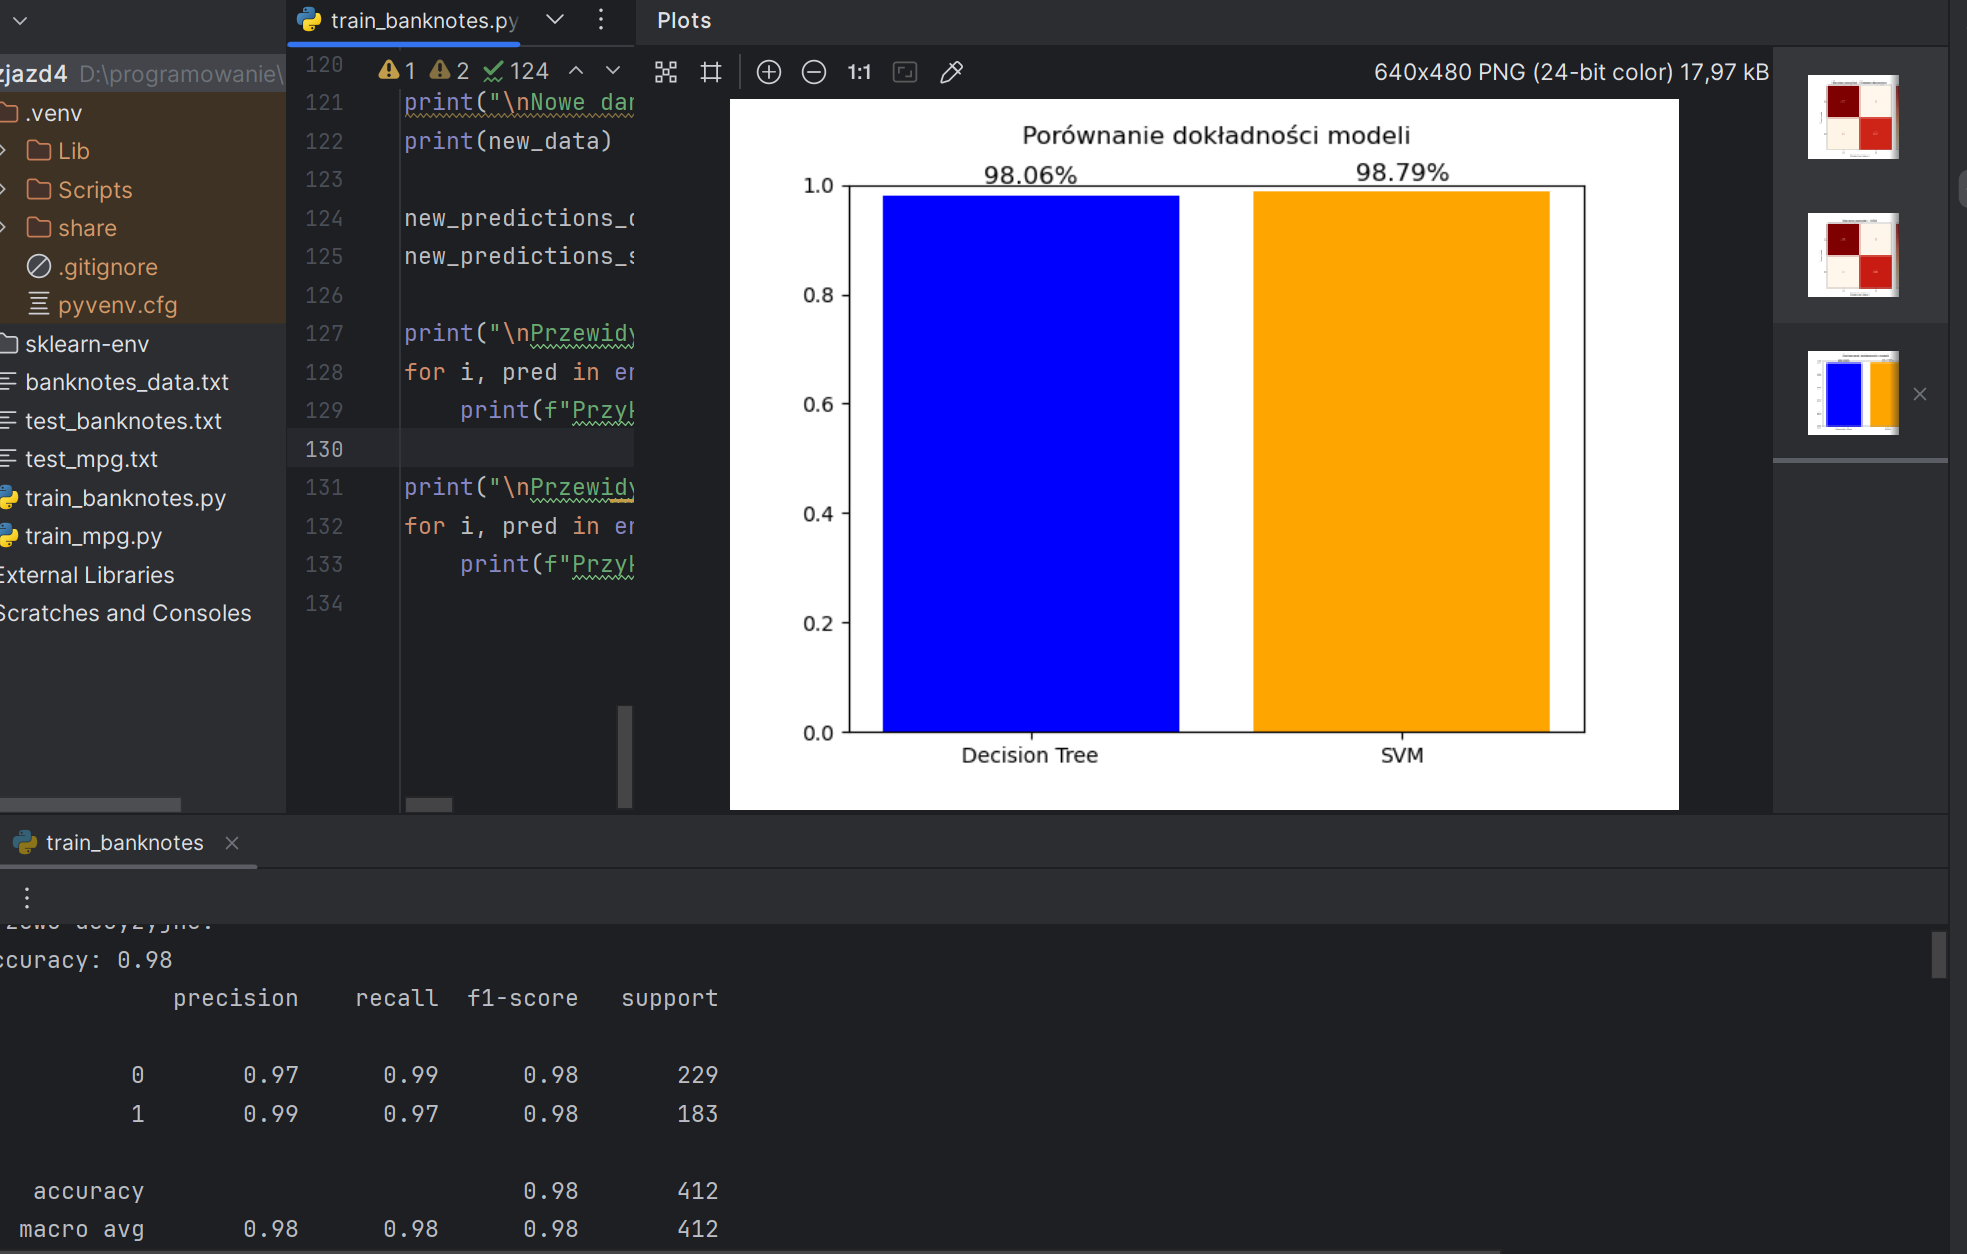 train_banknotes.py
Plots
zjazd4 D:\programowanie\
.venv
Lib
Scripts
share
.gitignore
pyvenv.cfg
sklearn-env
banknotes_data.txt
test_banknotes.txt
test_mpg.txt
train_banknotes.py
train_mpg.py
External Libraries
Scratches and Consoles
1 2 124
120
121 print("\nNowe dan
122 print(new_data)
123
124 new_predictions_d
125 new_predictions_s
126
127 print("\nPrzewidy
128 for i, pred in en
129 print(f"Przyk
130
131 print("\nPrzewidy
132 for i, pred in en
133 print(f"Przyk
134
1:1
640x480 PNG (24-bit color) 17,97 kB
Porównanie dokładności modeli
98.06% 98.79%
1.0
0.8
0.6
0.4
0.2
0.0
Decision Tree SVM
train_banknotes
accuracy: 0.98
precision recall f1-score support
0 0.97 0.99 0.98 229
1 0.99 0.97 0.98 183
accuracy 0.98 412
macro avg 0.98 0.98 0.98 412